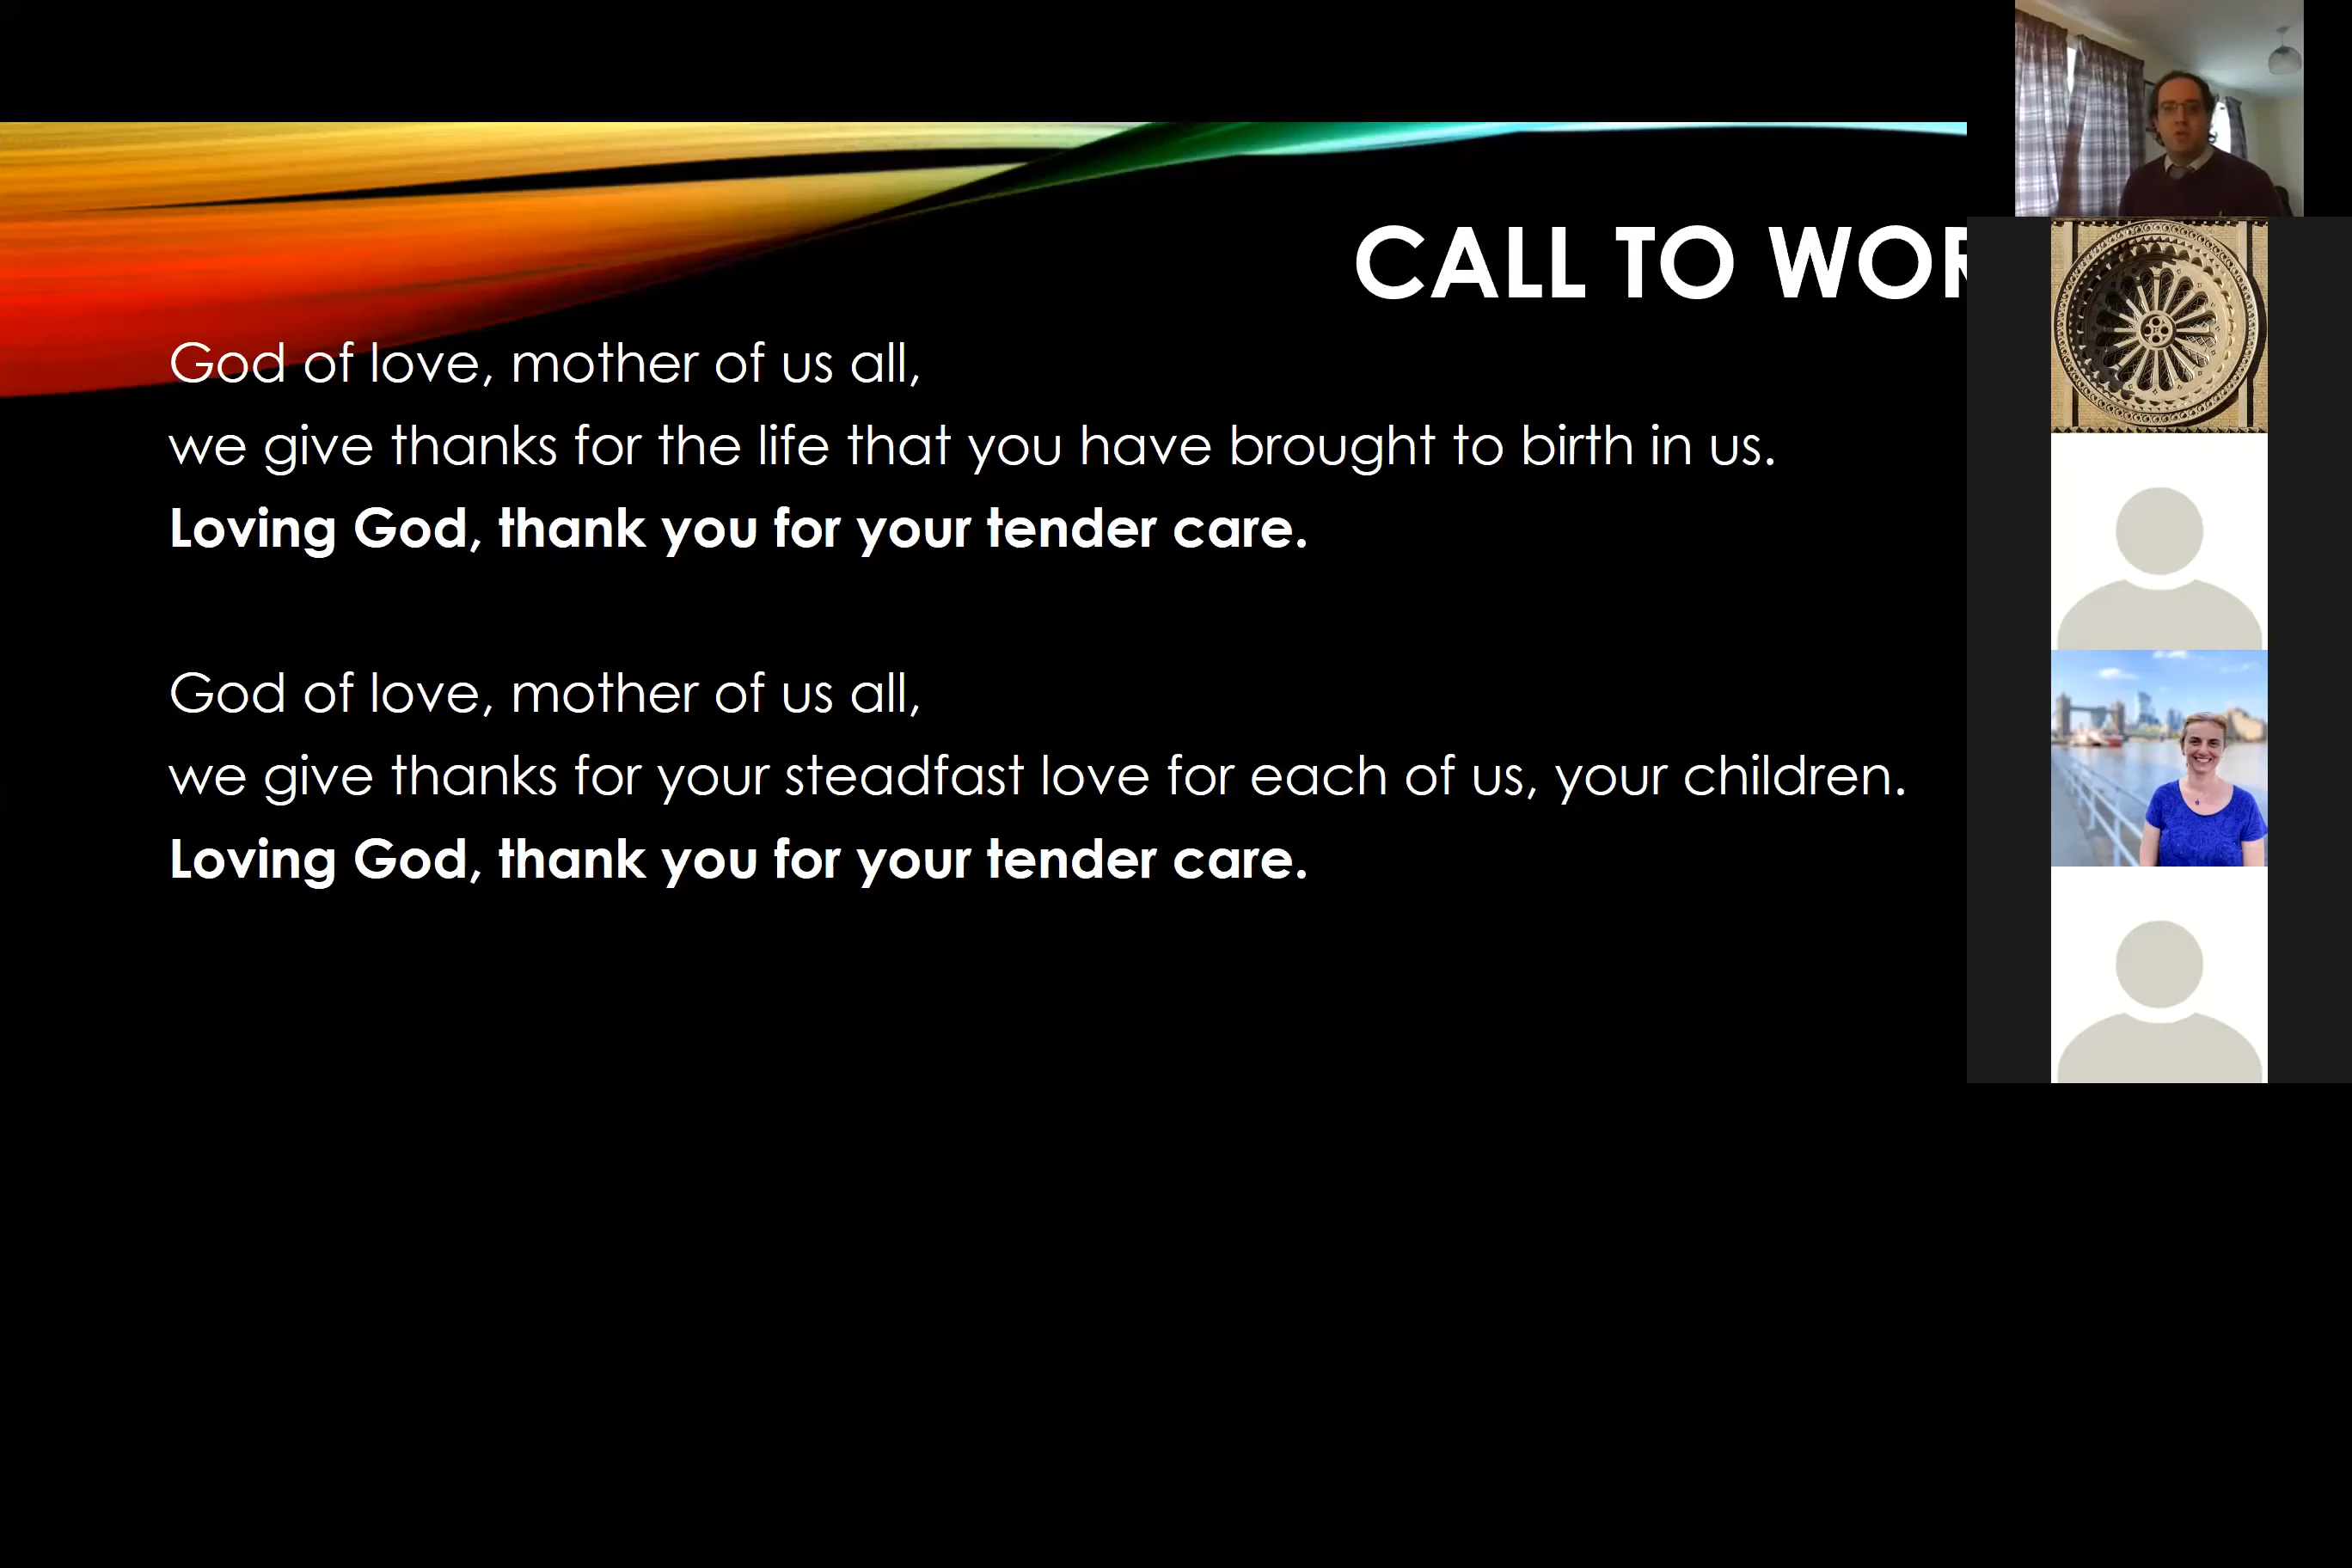 CALL TO WOR
God of love, mother of us all,
we give thanks for the life that you have brought to birth in us.
Loving God, thank you for your tender care.
God of love, mother of us all,
we give thanks for your steadfast love for each of us, your children.
Loving God, thank you for your tender care.